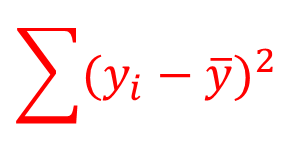 ∑(yᵢ − ȳ)²